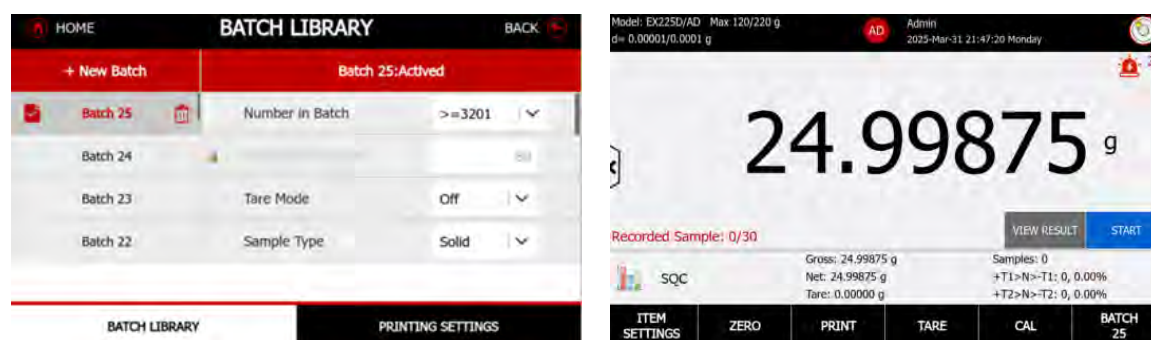 HOME BATCH LIBRARY BACK
+ New Batch Batch 25:Actived
Batch 25 Number in Batch >=3201
Batch 24 80
Batch 23 Tare Mode Off
Batch 22 Sample Type Solid
BATCH LIBRARY PRINTING SETTINGS
Model: EX225D/AD Max 120/220 g
d= 0.00001/0.0001 g
AD
Admin
2025-Mar-31 21:47:20 Monday
24.99875 g
Recorded Sample: 0/30
VIEW RESULT START
SQC
Gross: 24.99875 g
Net: 24.99875 g
Tare: 0.00000 g
Samples: 0
+T1>N>-T1: 0, 0.00%
+T2>N>-T2: 0, 0.00%
ITEM SETTINGS ZERO PRINT TARE CAL BATCH 25